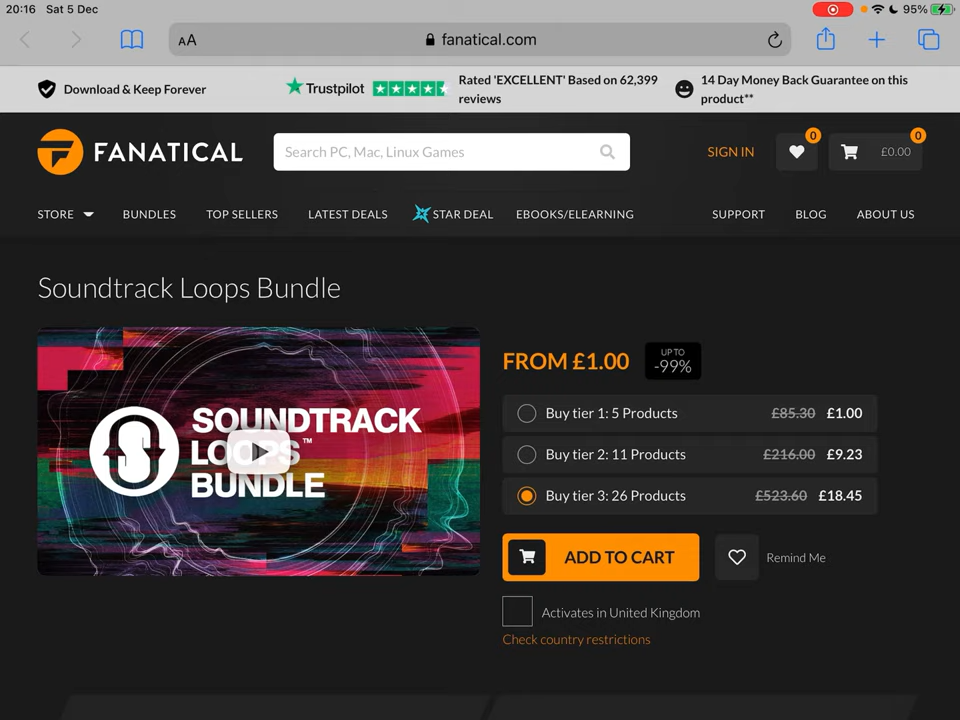 20:16 Sat 5 Dec
95%
AA
fanatical.com
Download & Keep Forever
Trustpilot
Rated 'EXCELLENT' Based on 62,399
reviews
14 Day Money Back Guarantee on this
product**
FANATICAL
Search PC, Mac, Linux Games
SIGN IN
0
0
£0.00
STORE
BUNDLES
TOP SELLERS
LATEST DEALS
STAR DEAL
EBOOKS/ELEARNING
SUPPORT
BLOG
ABOUT US
Soundtrack Loops Bundle
SOUNDTRACK
LOOPS™
BUNDLE
FROM £1.00
UP TO
-99%
Buy tier 1: 5 Products £85.30 £1.00
Buy tier 2: 11 Products £216.00 £9.23
Buy tier 3: 26 Products £523.60 £18.45
ADD TO CART
Remind Me
Activates in United Kingdom
Check country restrictions